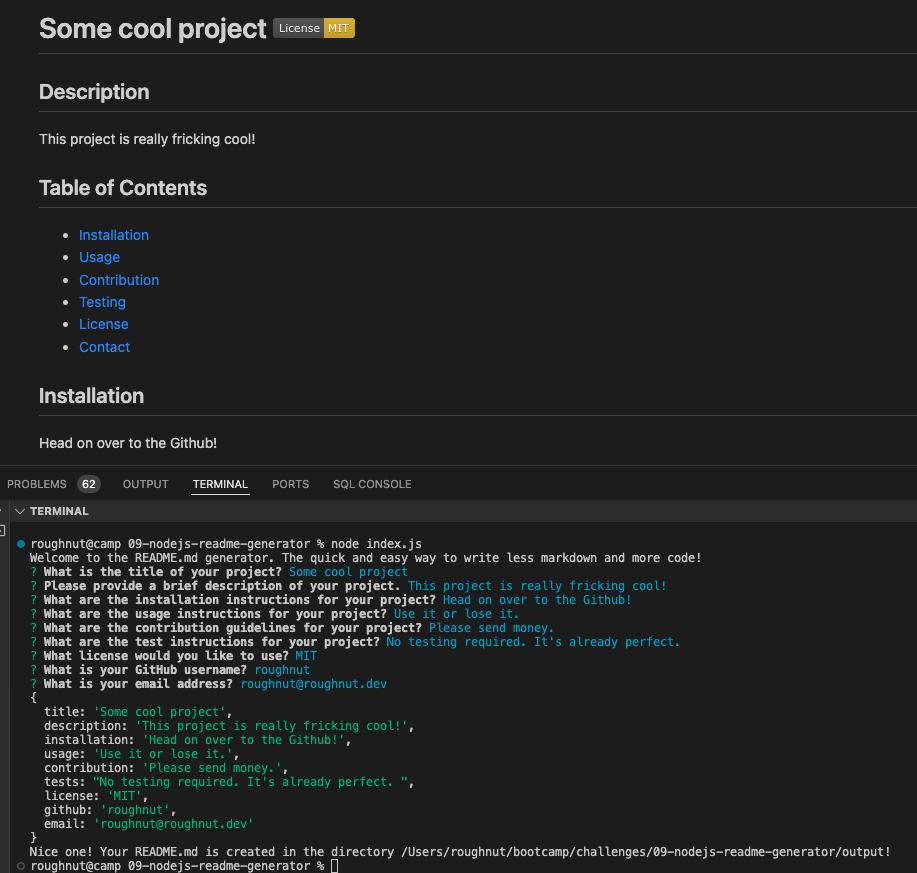 Some cool project License MIT
Description
This project is really fricking cool!
Table of Contents
Installation
Usage
Contribution
Testing
License
Contact
Installation
Head on over to the Github!
PROBLEMS 62 OUTPUT TERMINAL PORTS SQL CONSOLE
TERMINAL
roughnut@camp 09-nodejs-readme-generator % node index.js
Welcome to the README.md generator. The quick and easy way to write less markdown and more code!
? What is the title of your project? Some cool project
? Please provide a brief description of your project. This project is really fricking cool!
? What are the installation instructions for your project? Head on over to the Github!
? What are the usage instructions for your project? Use it or lose it.
? What are the contribution guidelines for your project? Please send money.
? What are the test instructions for your project? No testing required. It's already perfect.
? What license would you like to use? MIT
? What is your GitHub username? roughnut
? What is your email address? roughnut@roughnut.dev
{
title: 'Some cool project',
description: 'This project is really fricking cool!',
installation: 'Head on over to the Github!',
usage: 'Use it or lose it.',
contribution: 'Please send money.',
tests: "No testing required. It's already perfect. ",
license: 'MIT',
github: 'roughnut',
email: 'roughnut@roughnut.dev'
}
Nice one! Your README.md is created in the directory /Users/roughnut/bootcamp/challenges/09-nodejs-readme-generator/output!
roughnut@camp 09-nodejs-readme-generator %